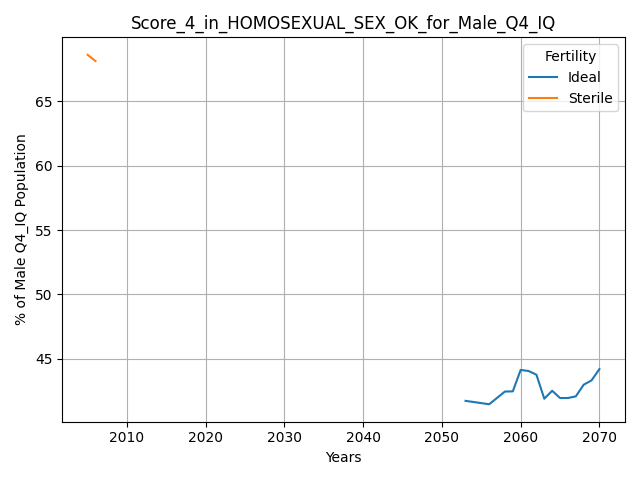 Score_4_in_HOMOSEXUAL_SEX_OK_for_Male_Q4_IQ
Fertility
Ideal
Sterile
% of Male Q4_IQ Population
65
60
55
50
45
2010 2020 2030 2040 2050 2060 2070
Years